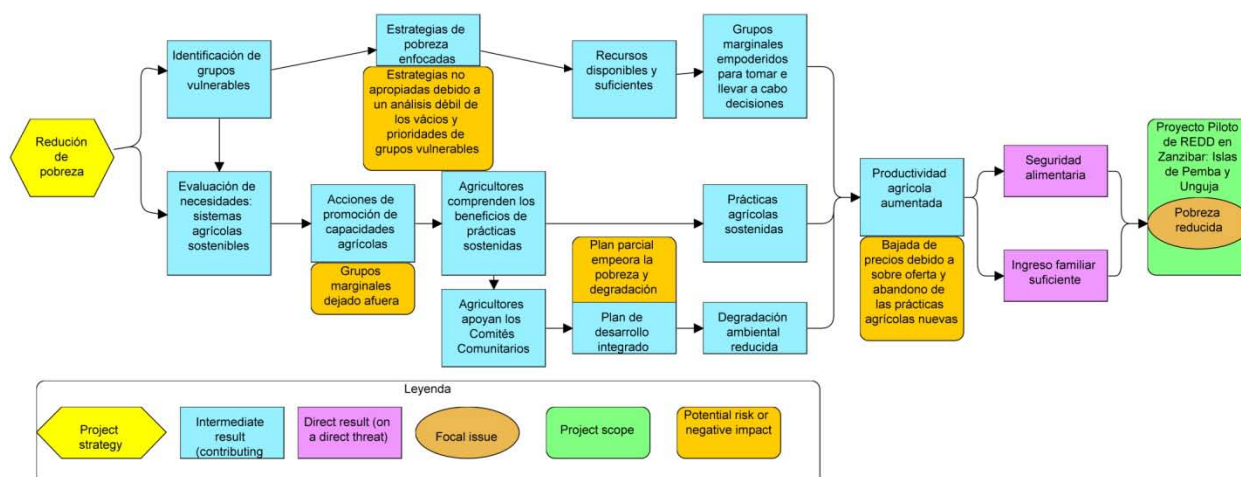 Redución
de
pobreza
Identificación de
grupos
vulnerables
Estrategias de
pobreza
enfocadas
Estrategias no
apropiadas debido a
un análisis débil de
los vácios y
prioridades de
grupos vulnerables
Recursos
disponibles y
suficientes
Grupos
marginales
empoderidos
para tomar e
llevar a cabo
decisiones
Evaluación de
necesidades:
sistemas
agrícolas
sostenibles
Acciones de
promoción de
capacidades
agrícolas
Grupos
marginales
dejado afuera
Agricultores
comprenden los
beneficios de
prácticas
sostenidas
Prácticas
agrícolas
sostenidas
Agricultores
apoyan los
Comités
Comunitarios
Plan parcial
empeora la
pobreza y
degradación
Plan de
desarrollo
integrado
Degradación
ambiental
reducida
Productividad
agrícola
aumentada
Bajada de
precios debido a
sobre oferta y
abandono de
las prácticas
agrícolas nuevas
Seguridad
alimentaria
Ingreso familiar
suficiente
Proyecto Piloto
de REDD en
Zanzibar: Islas
de Pemba y
Unguja
Pobreza
reducida
Leyenda
Project
strategy
Intermediate
result
(contributing
Direct result (on
a direct threat)
Focal issue
Project scope
Potential risk or
negative impact